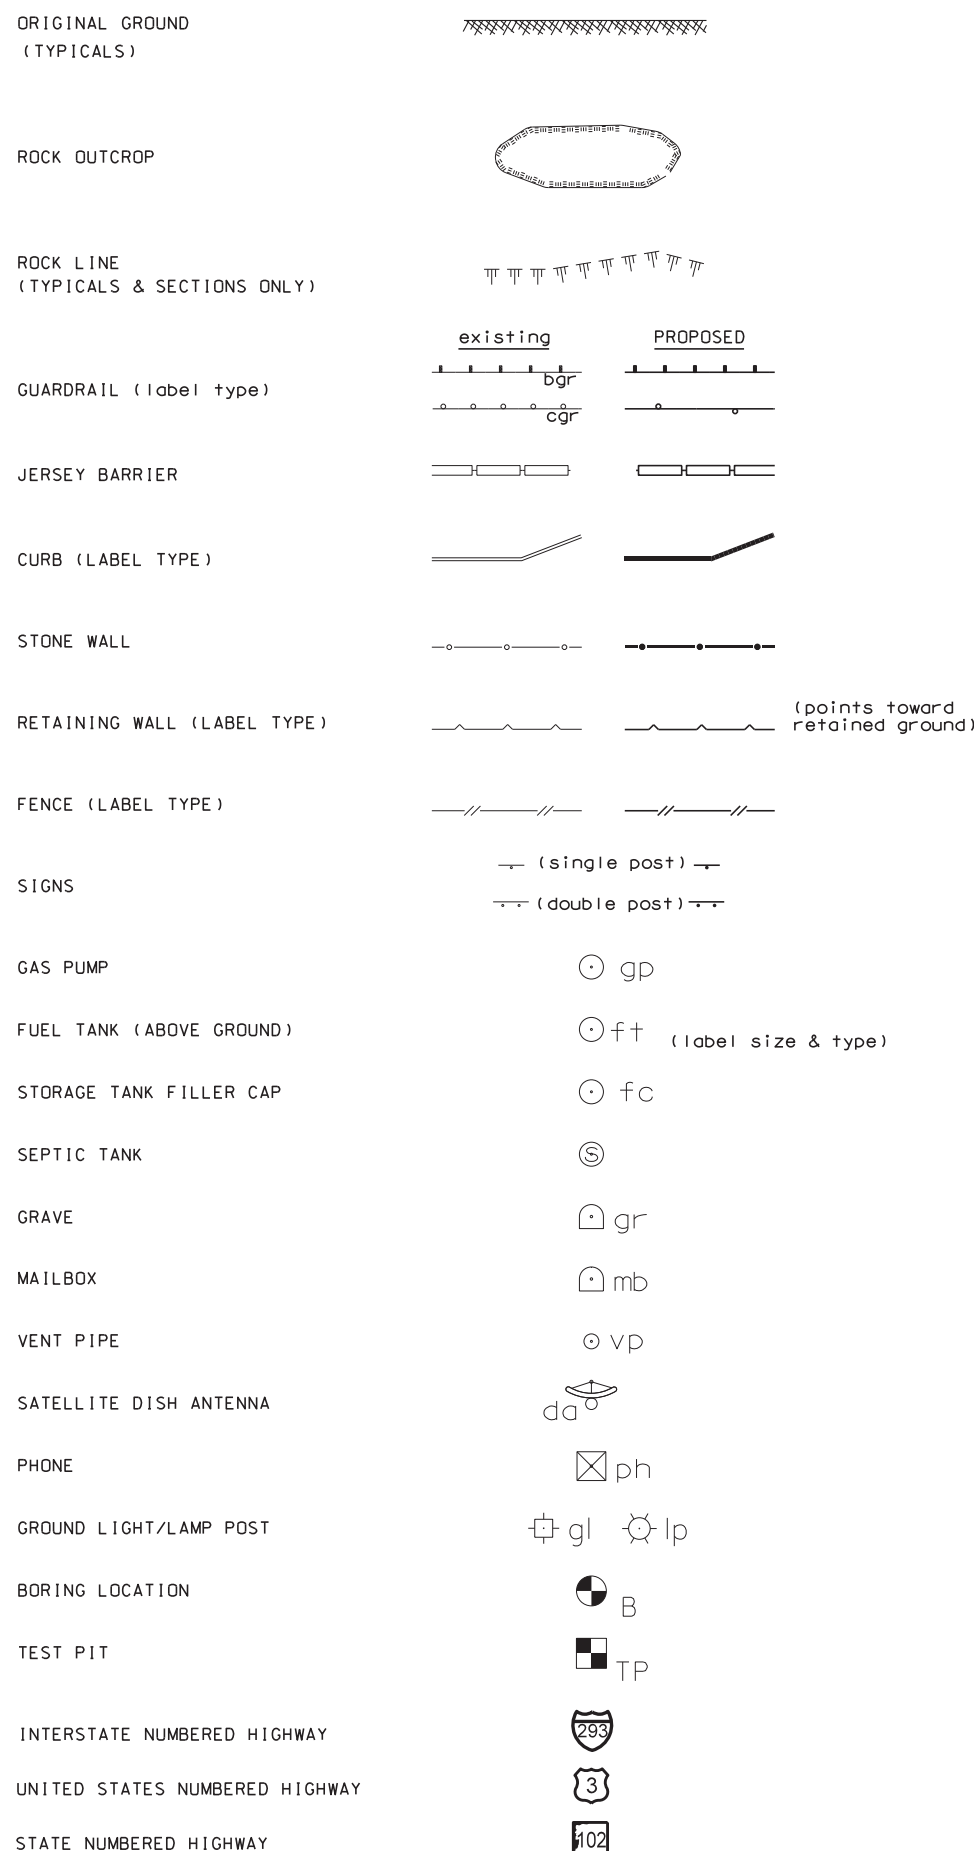 ORIGINAL GROUND
(TYPICALS)
ROCK OUTCROP
ROCK LINE
(TYPICALS & SECTIONS ONLY)
existing PROPOSED
GUARDRAIL (label type)
bgr
cgr
JERSEY BARRIER
CURB (LABEL TYPE)
STONE WALL
RETAINING WALL (LABEL TYPE)
(points toward
retained ground)
FENCE (LABEL TYPE)
SIGNS
(single post)
(double post)
GAS PUMP gp
FUEL TANK (ABOVE GROUND) ft (label size & type)
STORAGE TANK FILLER CAP fc
SEPTIC TANK S
GRAVE gr
MAILBOX mb
VENT PIPE vp
SATELLITE DISH ANTENNA da
PHONE ph
GROUND LIGHT/LAMP POST gl lp
BORING LOCATION B
TEST PIT TP
INTERSTATE NUMBERED HIGHWAY 293
UNITED STATES NUMBERED HIGHWAY 3
STATE NUMBERED HIGHWAY 102